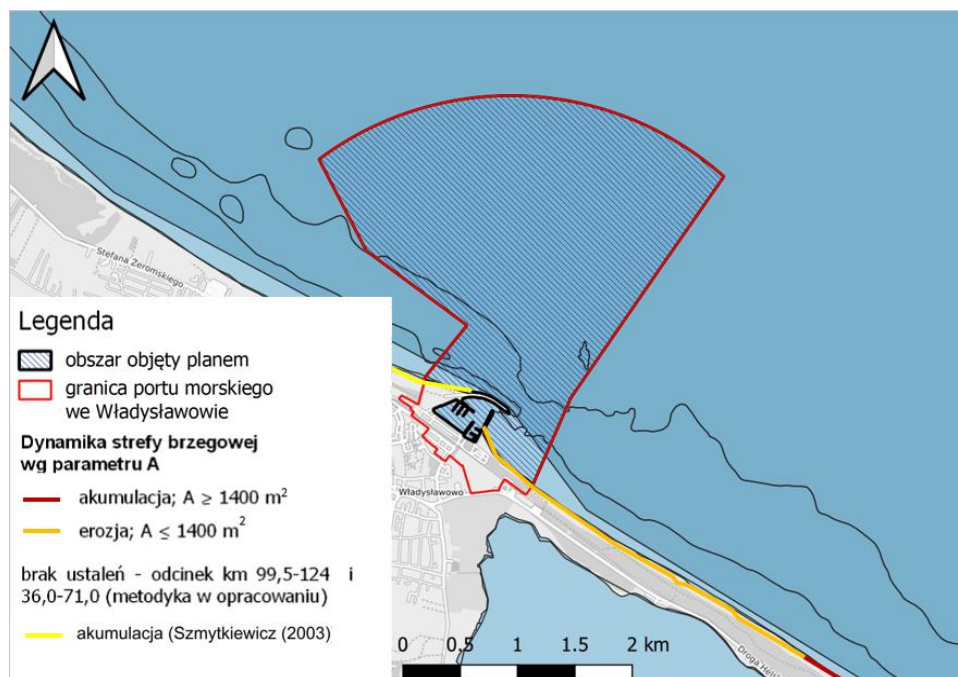 Stefana Żeromskiego
Legenda
obszar objęty planem
granica portu morskiego
we Władysławowie
Dynamika strefy brzegowej
wg parametru A
akumulacja; A ≥ 1400 m²
erozja; A ≤ 1400 m²
brak ustaleń - odcinek km 99,5-124 i
36,0-71,0 (metodyka w opracowaniu)
akumulacja (Szmytkiewicz (2003)
Władysławowo
0 0.5 1 1.5 2 km
Droga Hels